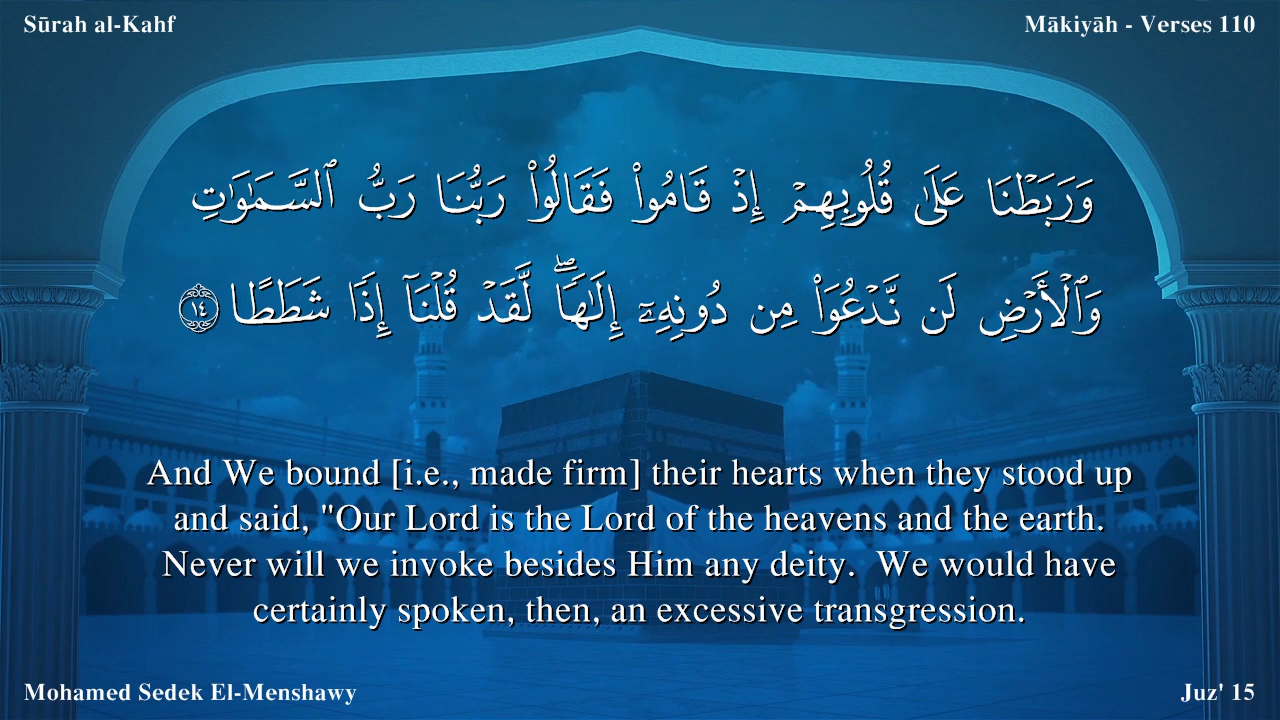 Sūrah al-Kahf
Mākiyāh - Verses 110
وَرَبَطْنَا عَلَىٰ قُلُوبِهِمْ إِذْ قَامُوا۟ فَقَالُوا۟ رَبُّنَا رَبُّ ٱلسَّمَـٰوَٰتِ
وَٱلْأَرْضِ لَن نَّدْعُوَا۟ مِن دُونِهِۦٓ إِلَـٰهًا ۖ لَّقَدْ قُلْنَآ إِذًا شَطَطًا ١٤
And We bound [i.e., made firm] their hearts when they stood up
and said, "Our Lord is the Lord of the heavens and the earth.
Never will we invoke besides Him any deity.  We would have
certainly spoken, then, an excessive transgression.
Mohamed Sedek El-Menshawy
Juz' 15